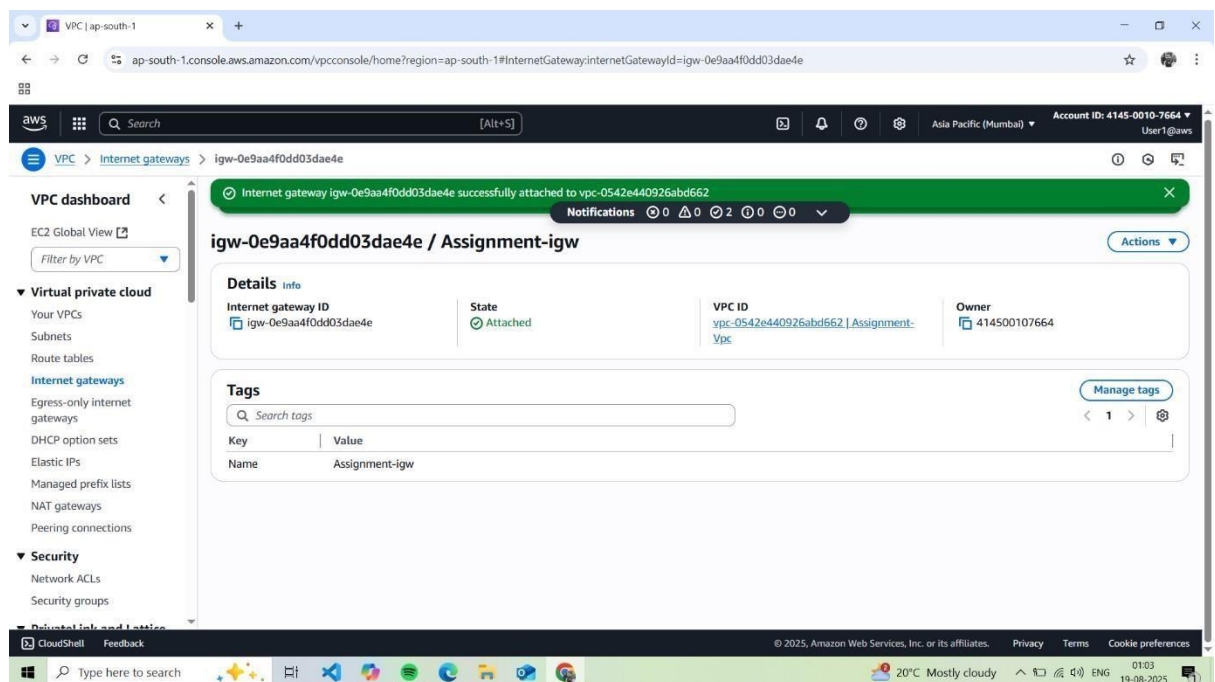 VPC | ap-south-1
ap-south-1.console.aws.amazon.com/vpcconsole/home?region=ap-south-1#InternetGateway:internetGatewayId=igw-0e9aa4f0dd03dae4e
aws Search [Alt+S] Asia Pacific (Mumbai) Account ID: 4145-0010-7664
User1@aws
VPC > Internet gateways > igw-0e9aa4f0dd03dae4e
VPC dashboard
EC2 Global View
Filter by VPC
Virtual private cloud
Your VPCs
Subnets
Route tables
Internet gateways
Egress-only internet
gateways
DHCP option sets
Elastic IPs
Managed prefix lists
NAT gateways
Peering connections
Security
Network ACLs
Security groups
PrivateLink and Lattice
Internet gateway igw-0e9aa4f0dd03dae4e successfully attached to vpc-0542e440926abd662
Notifications 0 0 2 0 0
igw-0e9aa4f0dd03dae4e / Assignment-igw
Actions
Details Info
Internet gateway ID
igw-0e9aa4f0dd03dae4e
State
Attached
VPC ID
vpc-0542e440926abd662 | Assignment-
Vpc
Owner
414500107664
Tags
Manage tags
Search tags
1
Key Value
Name Assignment-igw
CloudShell Feedback © 2025, Amazon Web Services, Inc. or its affiliates. Privacy Terms Cookie preferences
Type here to search 20°C Mostly cloudy ENG 01:03
19-08-2025